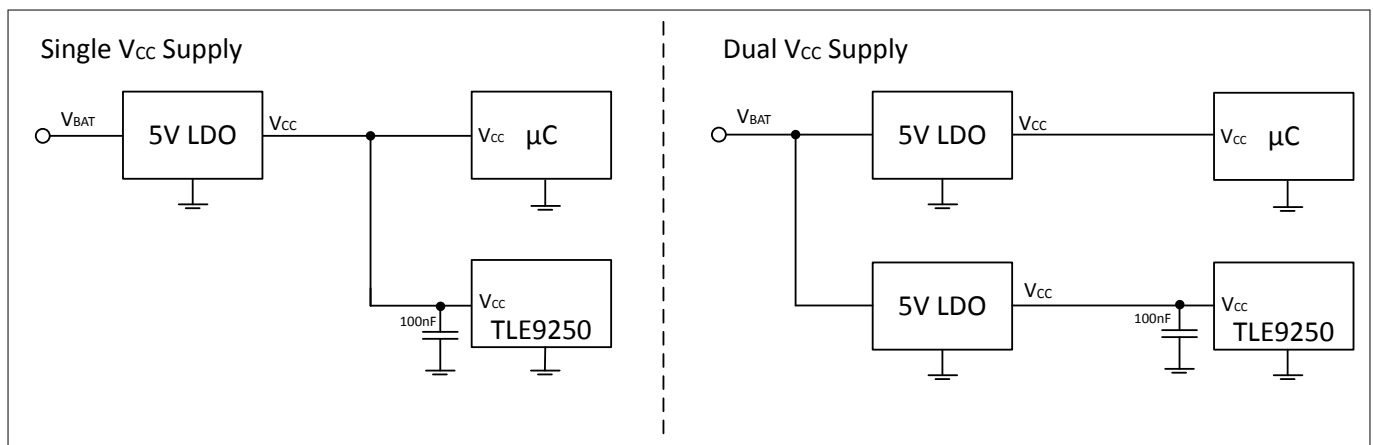 Single VCC Supply
VBAT
5V LDO
VCC
VCC
µC
100nF
VCC
TLE9250
Dual VCC Supply
VBAT
5V LDO
VCC
VCC
µC
5V LDO
VCC
100nF
VCC
TLE9250